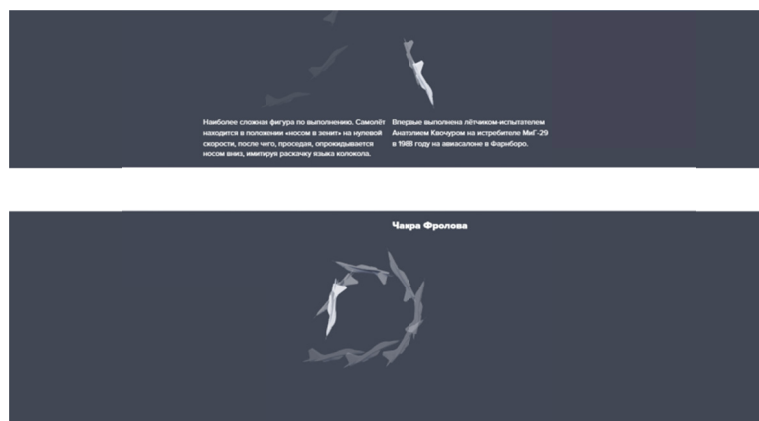 Наиболее сложная фигура по выполнению. Самолёт
находится в положении «носом в зенит» на нулевой
скорости, после чего, проседая, опрокидывается
носом вниз, имитируя раскачку языка колокола.
Впервые выполнена лётчиком-испытателем
Анатолием Квочуром на истребителе МиГ-29
в 1988 году на авиасалоне в Фарнборо.
Чакра Фролова